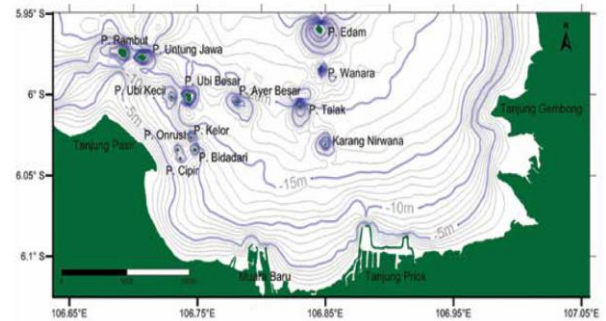 5.95° S
6° S
6.05° S
6.1° S
P. Rambut
P. Untung Jawa
P. Edam
N
P. Wanara
P. Ubi Besar
P. Ubi Kecil
P. Ayer Besar
P. Talak
Tanjung Gembong
P. Onrust
P. Kelor
Karang Nirwana
Tanjung Pasir
P. Bidadari
P. Cipir
-5m
-15m
-10m
-5m
Muara Baru
Tanjung Priok
106.65°E
106.75°E
106.85°E
106.95°E
107.05°E